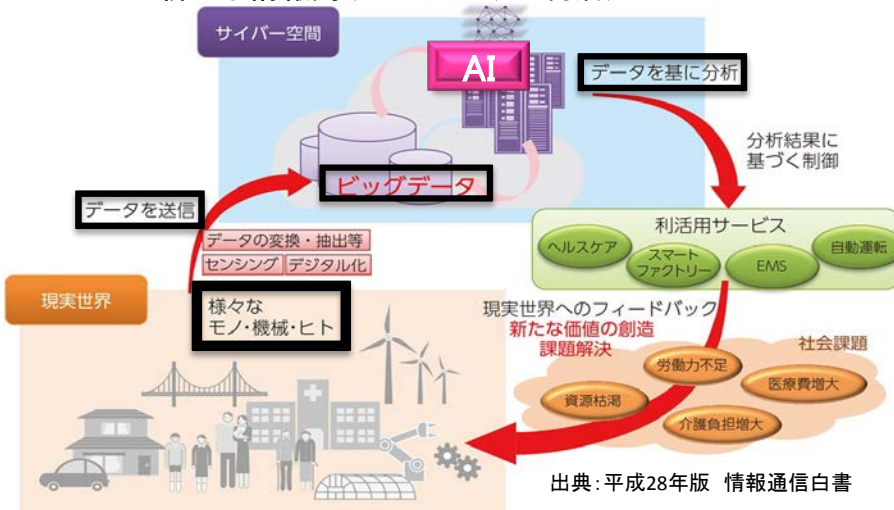 サイバー空間
AI
データを基に分析
分析結果に
基づく制御
ビッグデータ
データを送信
データの変換・抽出等
センシング
デジタル化
利活用サービス
ヘルスケア
スマート
ファクトリー
EMS
自動運転
現実世界
様々な
モノ・機械・ヒト
現実世界へのフィードバック
新たな価値の創造
課題解決
社会課題
労働力不足
医療費増大
資源枯渇
介護負担増大
出典：平成28年版 情報通信白書